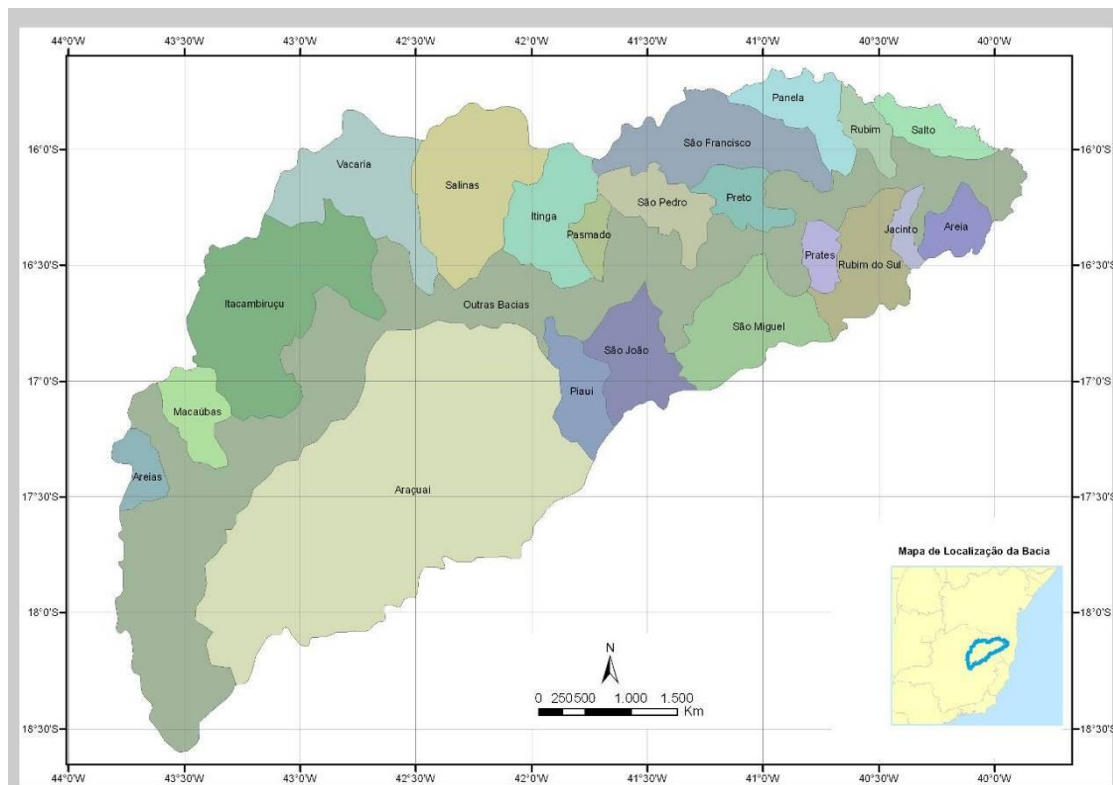 44°0'W 43°30'W 43°0'W 42°30'W 42°0'W 41°30'W 41°0'W 40°30'W 40°0'W
Panela
Rubim
Salto
São Francisco
16°0'S
16°0'S
Vacaria
Salinas
São Pedro
Preto
Itinga
Pasmado
Jacinto
Areia
Prates
Rubim do Sul
16°30'S
16°30'S
Itacambiruçu
Outras Bacias
São Miguel
São João
17°0'S
17°0'S
Piauí
Macaúbas
Areias
Araçuai
17°30'S
17°30'S
Mapa de Localização da Bacia
18°0'S
18°0'S
N
0 250 500 1.000 1.500
Km
18°30'S
18°30'S
44°0'W 43°30'W 43°0'W 42°30'W 42°0'W 41°30'W 41°0'W 40°30'W 40°0'W